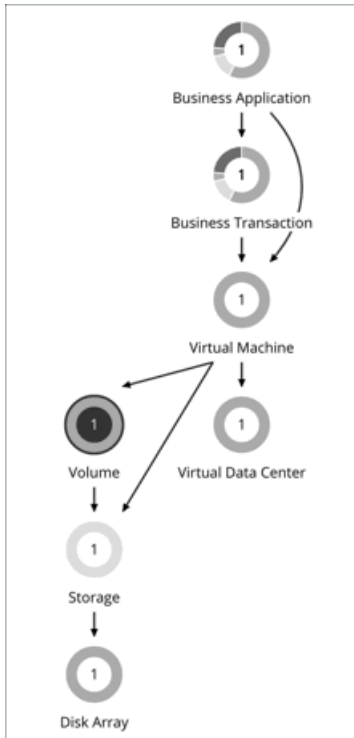 1
Business Application
1
Business Transaction
1
Virtual Machine
1
Volume
1
Virtual Data Center
1
Storage
1
Disk Array